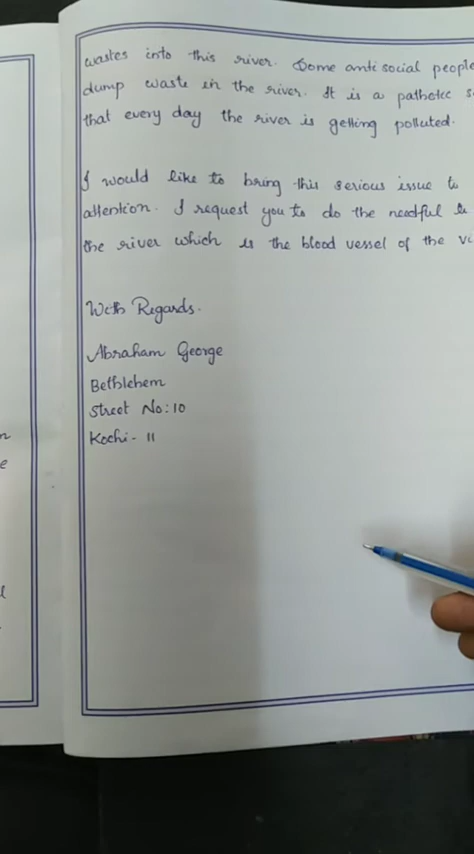 wastes into this river. Some anti social people
dump waste in the river. It is a pathetic
that every day the river is getting polluted.
I would like to bring this serious issue to
attention. I request you to do the needful to
the river which is the blood vessel of the
With Regards.
Abraham George
Bethlehem
Street No:10
Kochi - 11